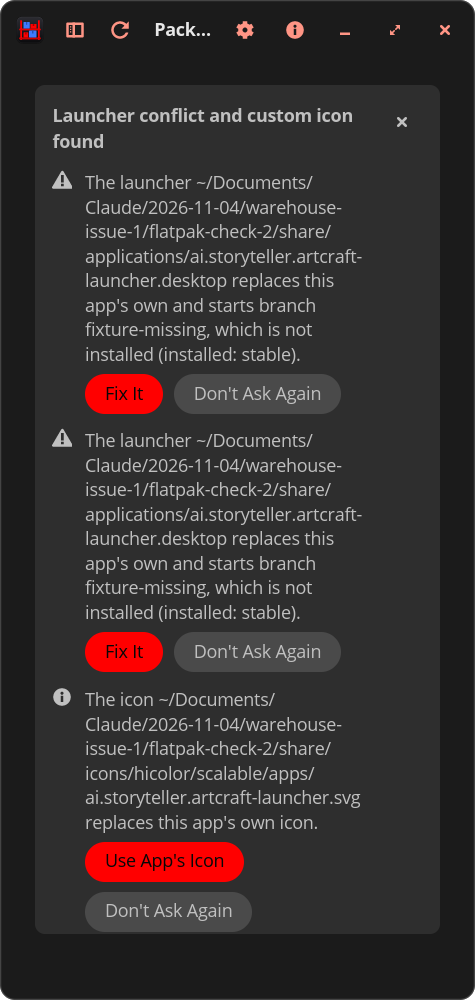 Pack...
Launcher conflict and custom icon
found
The launcher ~/Documents/
Claude/2026-11-04/warehouse-
issue-1/flatpak-check-2/share/
applications/ai.storyteller.artcraft-
launcher.desktop replaces this
app's own and starts branch
fixture-missing, which is not
installed (installed: stable).
Fix It
Don't Ask Again
The launcher ~/Documents/
Claude/2026-11-04/warehouse-
issue-1/flatpak-check-2/share/
applications/ai.storyteller.artcraft-
launcher.desktop replaces this
app's own and starts branch
fixture-missing, which is not
installed (installed: stable).
Fix It
Don't Ask Again
The icon ~/Documents/
Claude/2026-11-04/warehouse-
issue-1/flatpak-check-2/share/
icons/hicolor/scalable/apps/
ai.storyteller.artcraft-launcher.svg
replaces this app's own icon.
Use App's Icon
Don't Ask Again